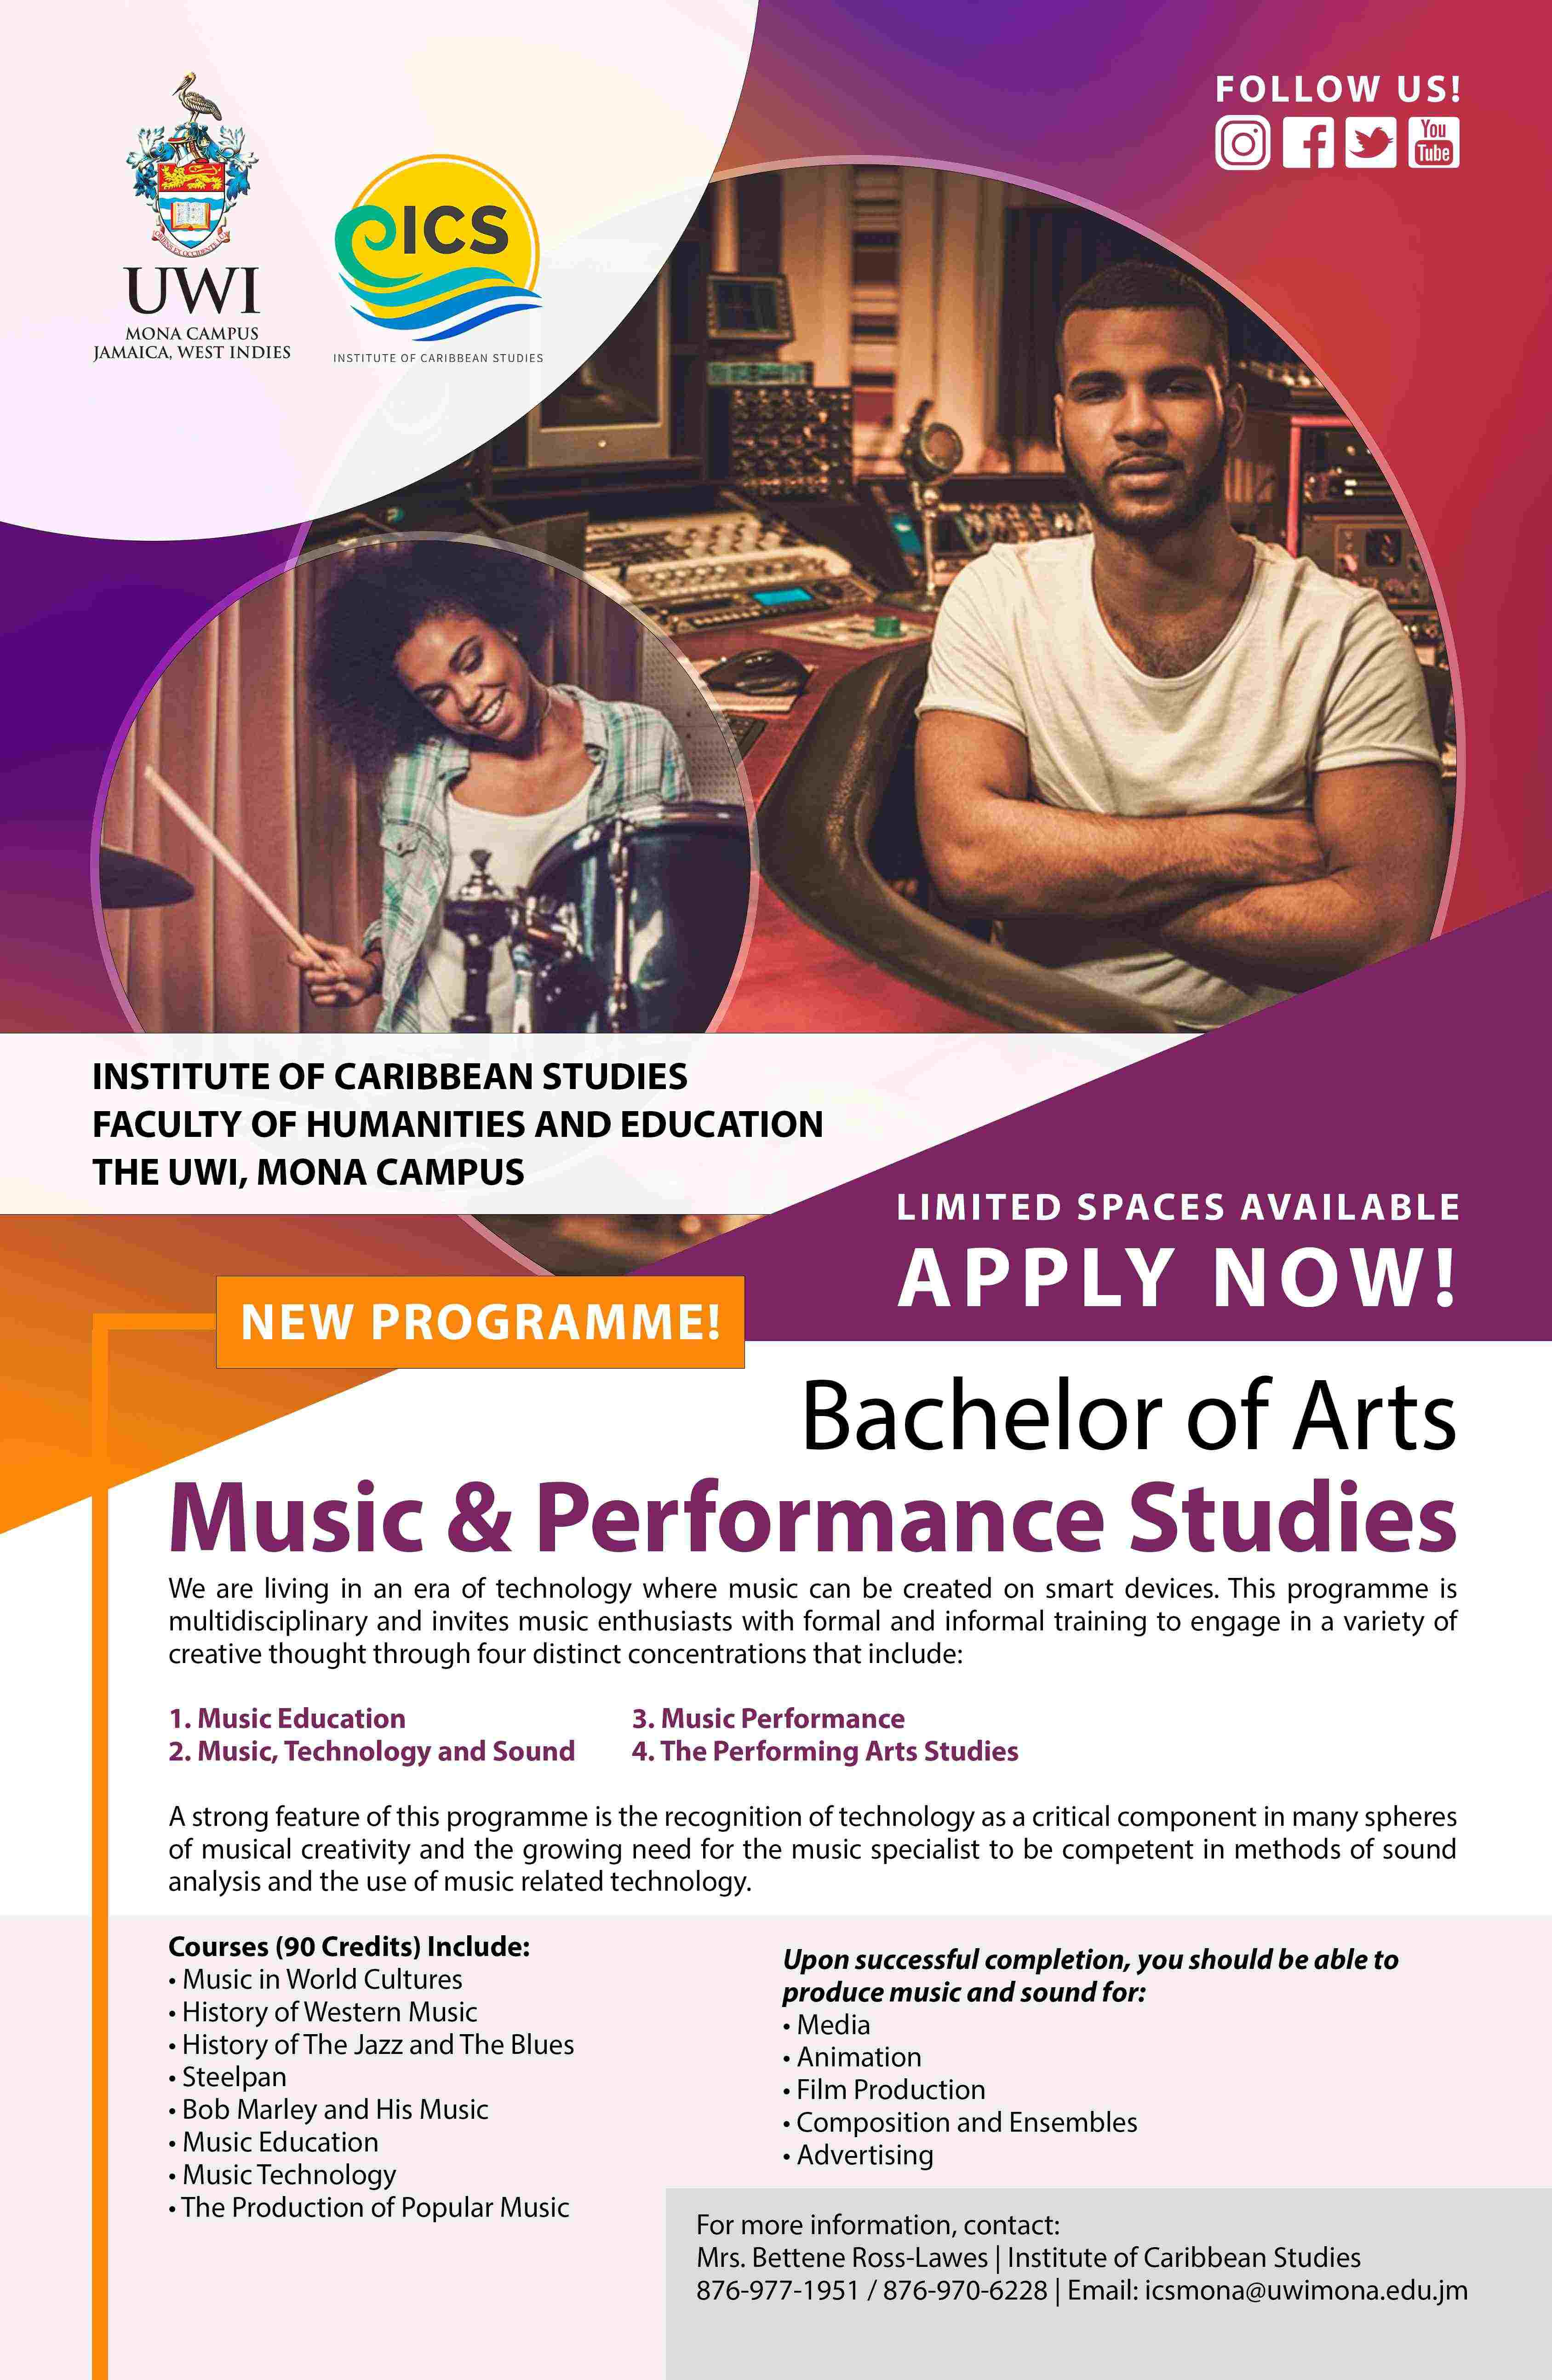 FOLLOW US!
You
Tube
ORIENS EX OCCIDENTE LUX
UWI
MONA CAMPUS
JAMAICA, WEST INDIES
ICS
INSTITUTE OF CARIBBEAN STUDIES
INSTITUTE OF CARIBBEAN STUDIES
FACULTY OF HUMANITIES AND EDUCATION
THE UWI, MONA CAMPUS
LIMITED SPACES AVAILABLE
APPLY NOW!
NEW PROGRAMME!
Bachelor of Arts
Music & Performance Studies
We are living in an era of technology where music can be created on smart devices. This programme is
multidisciplinary and invites music enthusiasts with formal and informal training to engage in a variety of
creative thought through four distinct concentrations that include:
1. Music Education
2. Music, Technology and Sound
3. Music Performance
4. The Performing Arts Studies
A strong feature of this programme is the recognition of technology as a critical component in many spheres
of musical creativity and the growing need for the music specialist to be competent in methods of sound
analysis and the use of music related technology.
Courses (90 Credits) Include:
• Music in World Cultures
• History of Western Music
• History of The Jazz and The Blues
• Steelpan
• Bob Marley and His Music
• Music Education
• Music Technology
• The Production of Popular Music
Upon successful completion, you should be able to
produce music and sound for:
• Media
• Animation
• Film Production
• Composition and Ensembles
• Advertising
For more information, contact:
Mrs. Bettene Ross-Lawes | Institute of Caribbean Studies
876-977-1951 / 876-970-6228 | Email: icsmona@uwimona.edu.jm